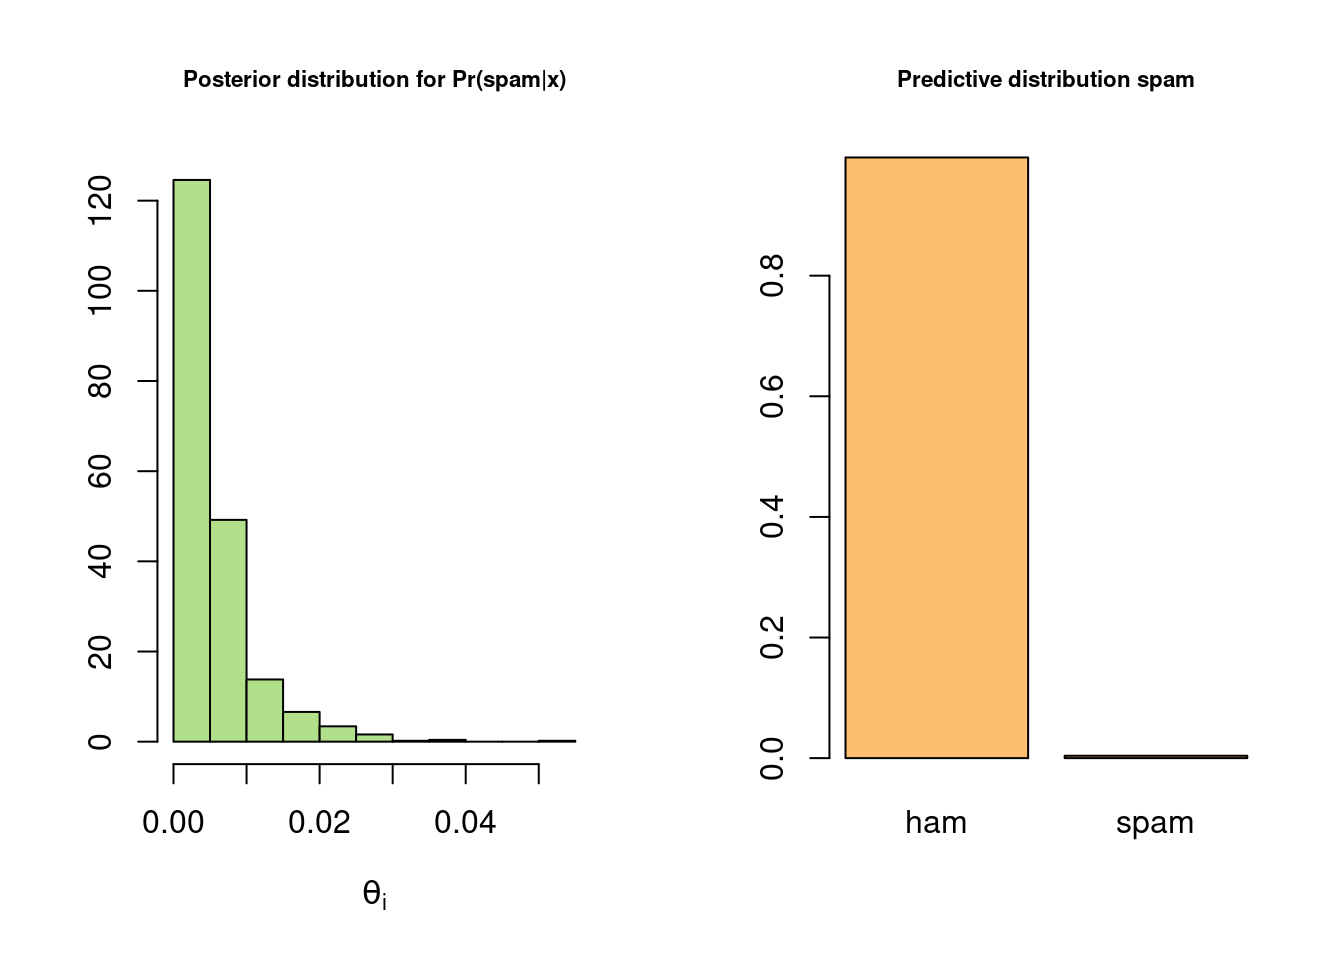 Posterior distribution for Pr(spam|x)
120
100
80
60
40
20
0
0.00 0.02 0.04
θi
Predictive distribution spam
0.8
0.6
0.4
0.2
0.0
ham spam